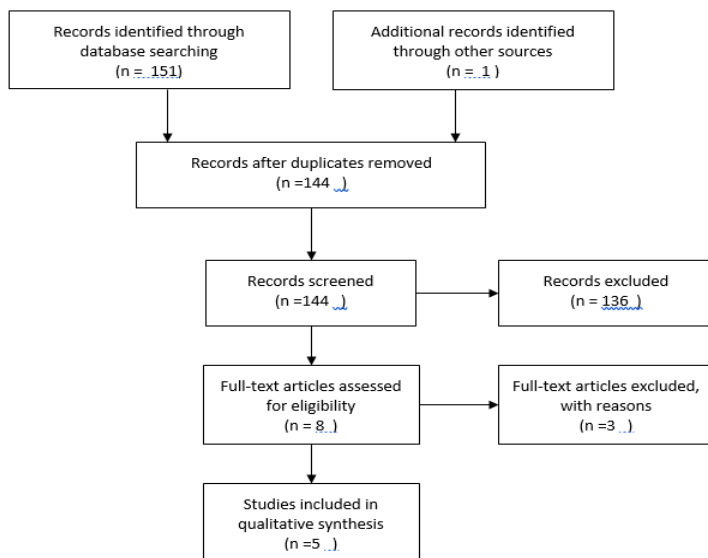 Records identified through
database searching
(n = 151)
Additional records identified
through other sources
(n = 1 )
Records after duplicates removed
(n =144 )
Records screened
(n =144 )
Records excluded
(n = 136 )
Full-text articles assessed
for eligibility
(n = 8 )
Full-text articles excluded,
with reasons
(n =3 )
Studies included in
qualitative synthesis
(n =5 )